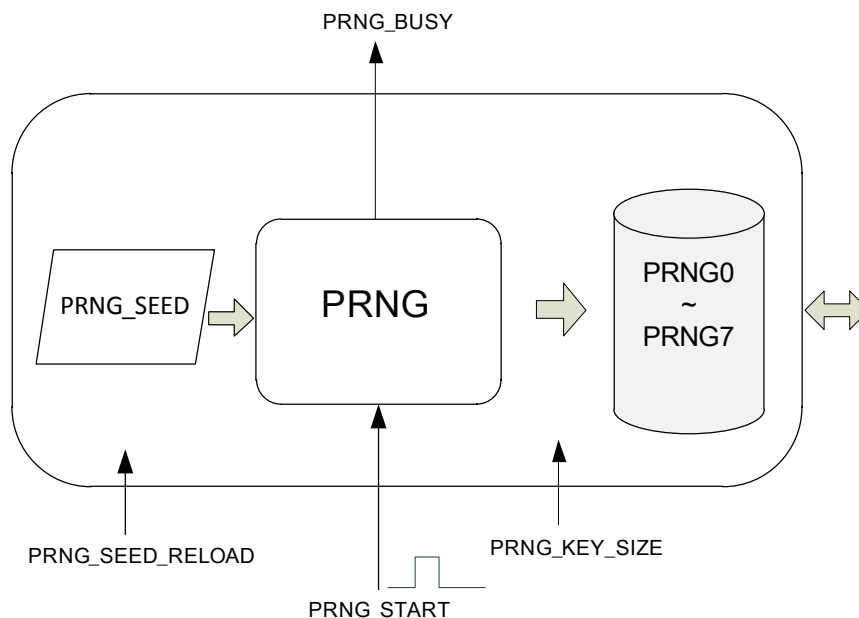 PRNG_BUSY
PRNG_SEED
PRNG
PRNG0
~
PRNG7
PRNG_SEED_RELOAD
PRNG_KEY_SIZE
PRNG START